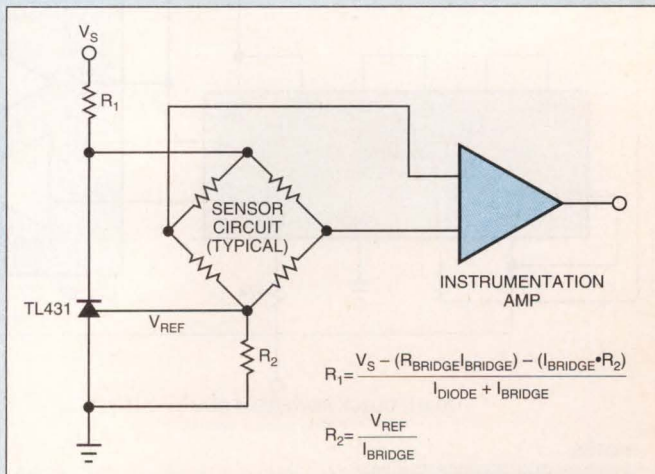 V_S
R_1
SENSOR
CIRCUIT
(TYPICAL)
INSTRUMENTATION
AMP
TL431
V_REF
R_2
R_1 = (V_S − (R_BRIDGE I_BRIDGE) − (I_BRIDGE•R_2)) / (I_DIODE + I_BRIDGE)
R_2 = V_REF / I_BRIDGE